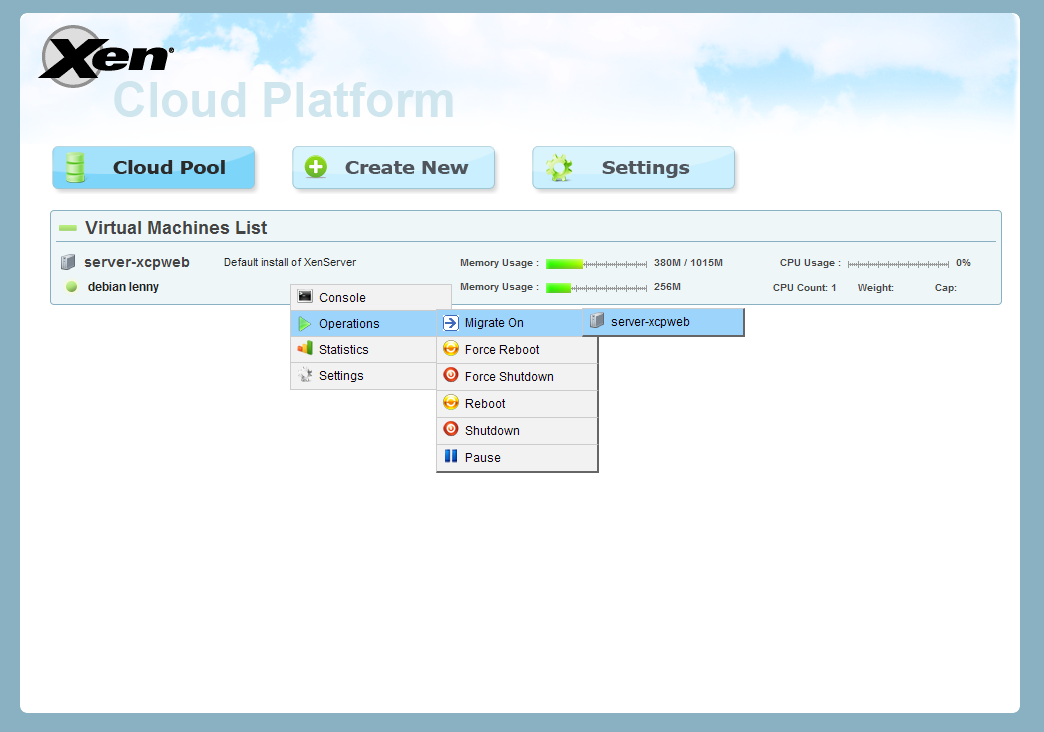 Xen
Cloud Platform
Cloud Pool Create New Settings
Virtual Machines List
server-xcpweb Default install of XenServer Memory Usage : 380M / 1015M CPU Usage : 0%
debian lenny Memory Usage : 256M CPU Count: 1 Weight: Cap:
Console
Operations Migrate On server-xcpweb
Statistics Force Reboot
Settings Force Shutdown
Reboot
Shutdown
Pause